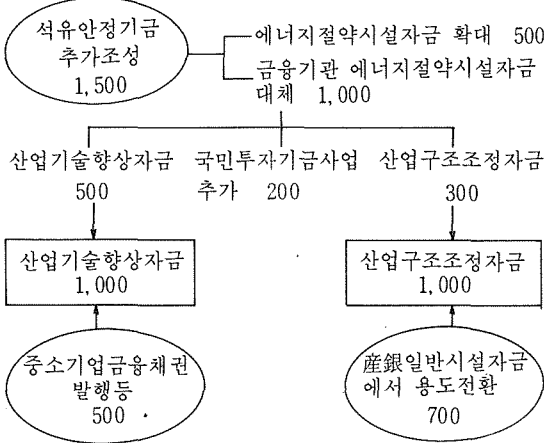 석유안정기금
추가조성
1,500
에너지절약시설자금 확대 500
금융기관 에너지절약시설자금
대체 1,000
산업기술향상자금
500
국민투자기금사업
추가 200
산업구조조정자금
300
산업기술향상자금
1,000
산업구조조정자금
1,000
중소기업금융채권
발행등
500
産銀일반시설자금
에서 용도전환
700